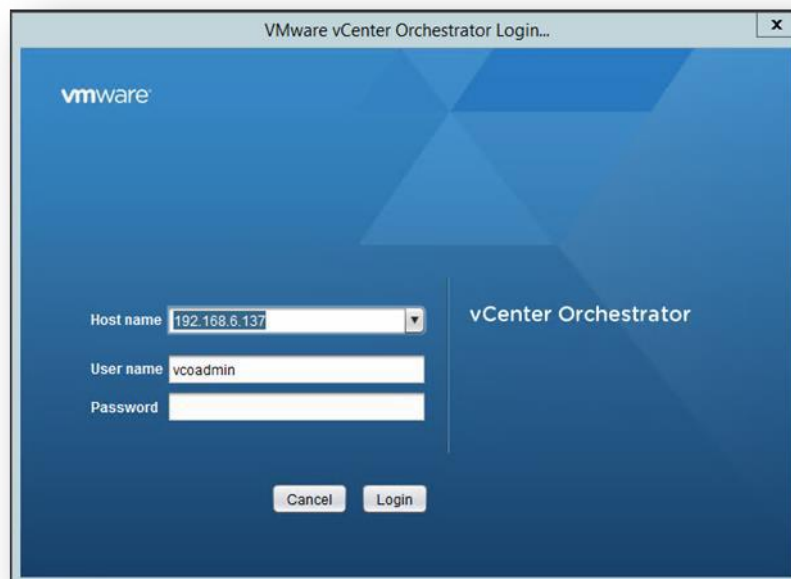 VMware vCenter Orchestrator Login...
x
vmware
Host name 192.168.6.137
vCenter Orchestrator
User name vcoadmin
Password
Cancel Login